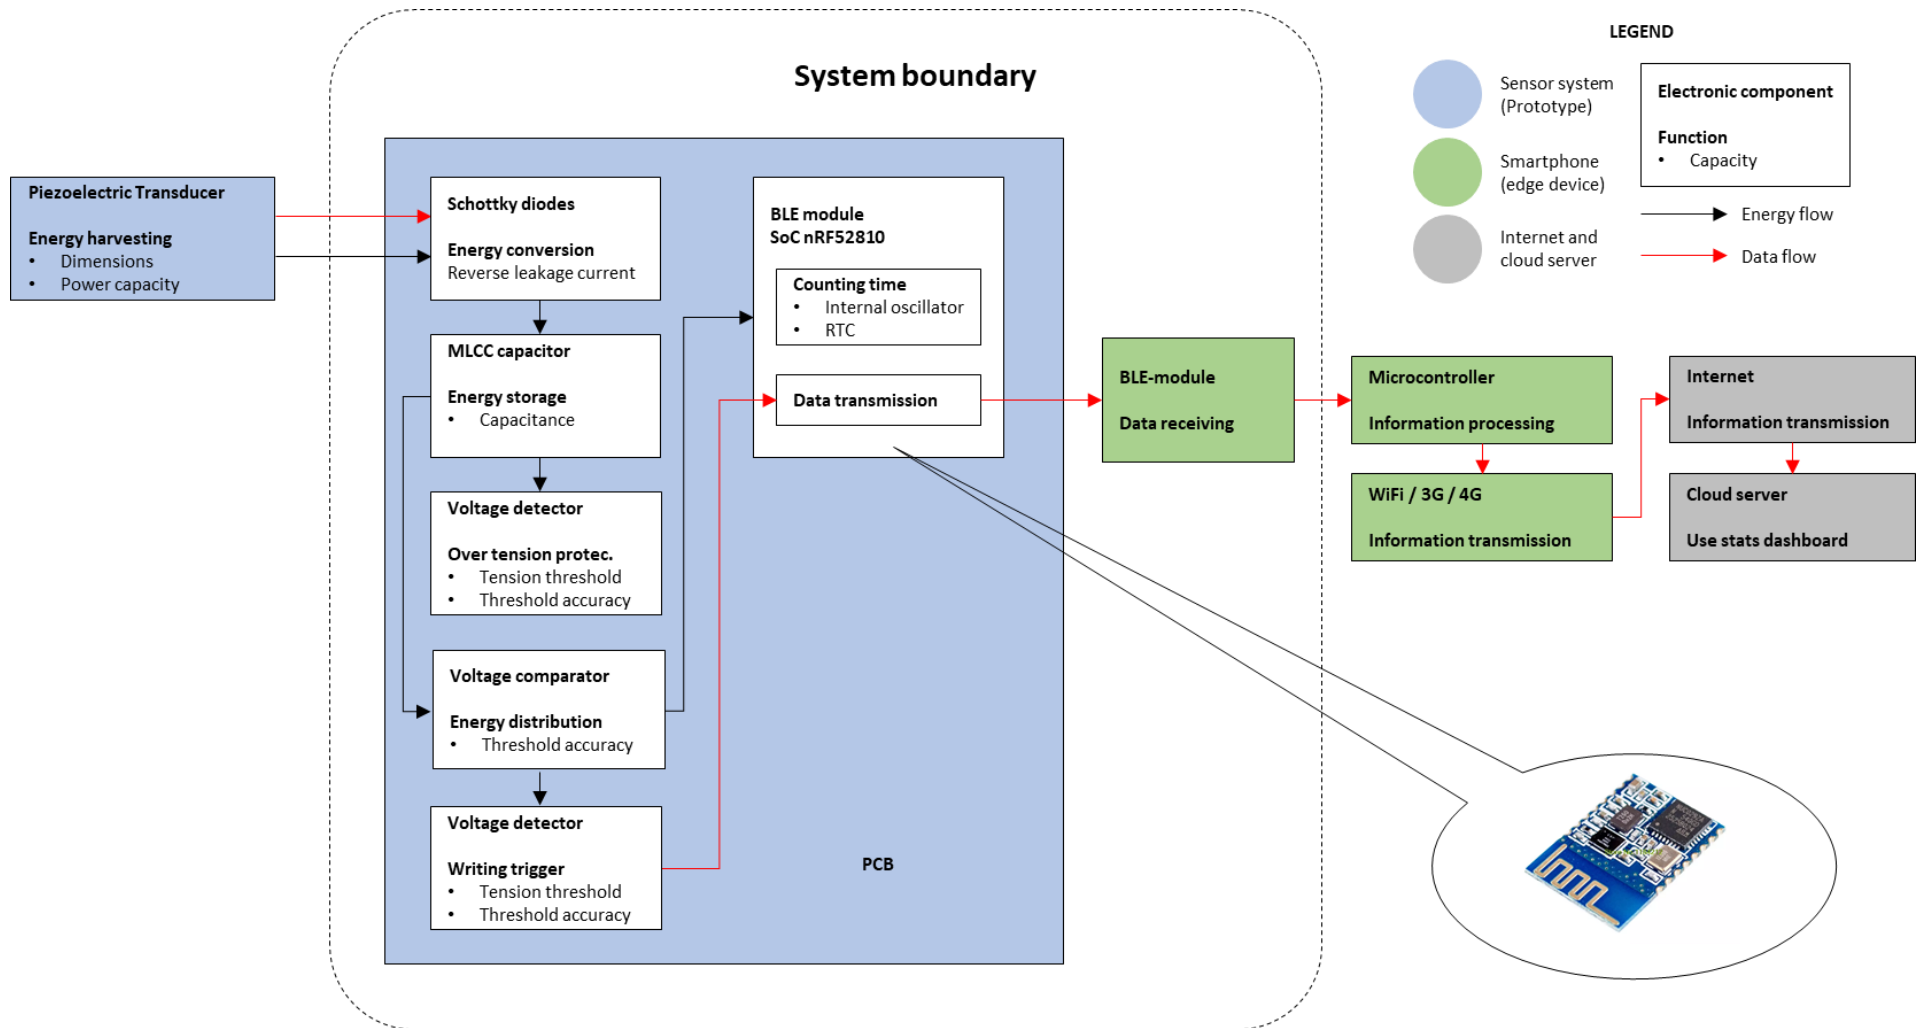 System boundary
LEGEND
Sensor system
(Prototype)
Smartphone
(edge device)
Internet and
cloud server
Electronic component
Function
• Capacity
Energy flow
Data flow
Piezoelectric Transducer
Energy harvesting
• Dimensions
• Power capacity
Schottky diodes
Energy conversion
Reverse leakage current
MLCC capacitor
Energy storage
• Capacitance
Voltage detector
Over tension protec.
• Tension threshold
• Threshold accuracy
Voltage comparator
Energy distribution
• Threshold accuracy
Voltage detector
Writing trigger
• Tension threshold
• Threshold accuracy
BLE module
SoC nRF52810
Counting time
• Internal oscillator
• RTC
Data transmission
PCB
BLE-module
Data receiving
Microcontroller
Information processing
WiFi / 3G / 4G
Information transmission
Internet
Information transmission
Cloud server
Use stats dashboard